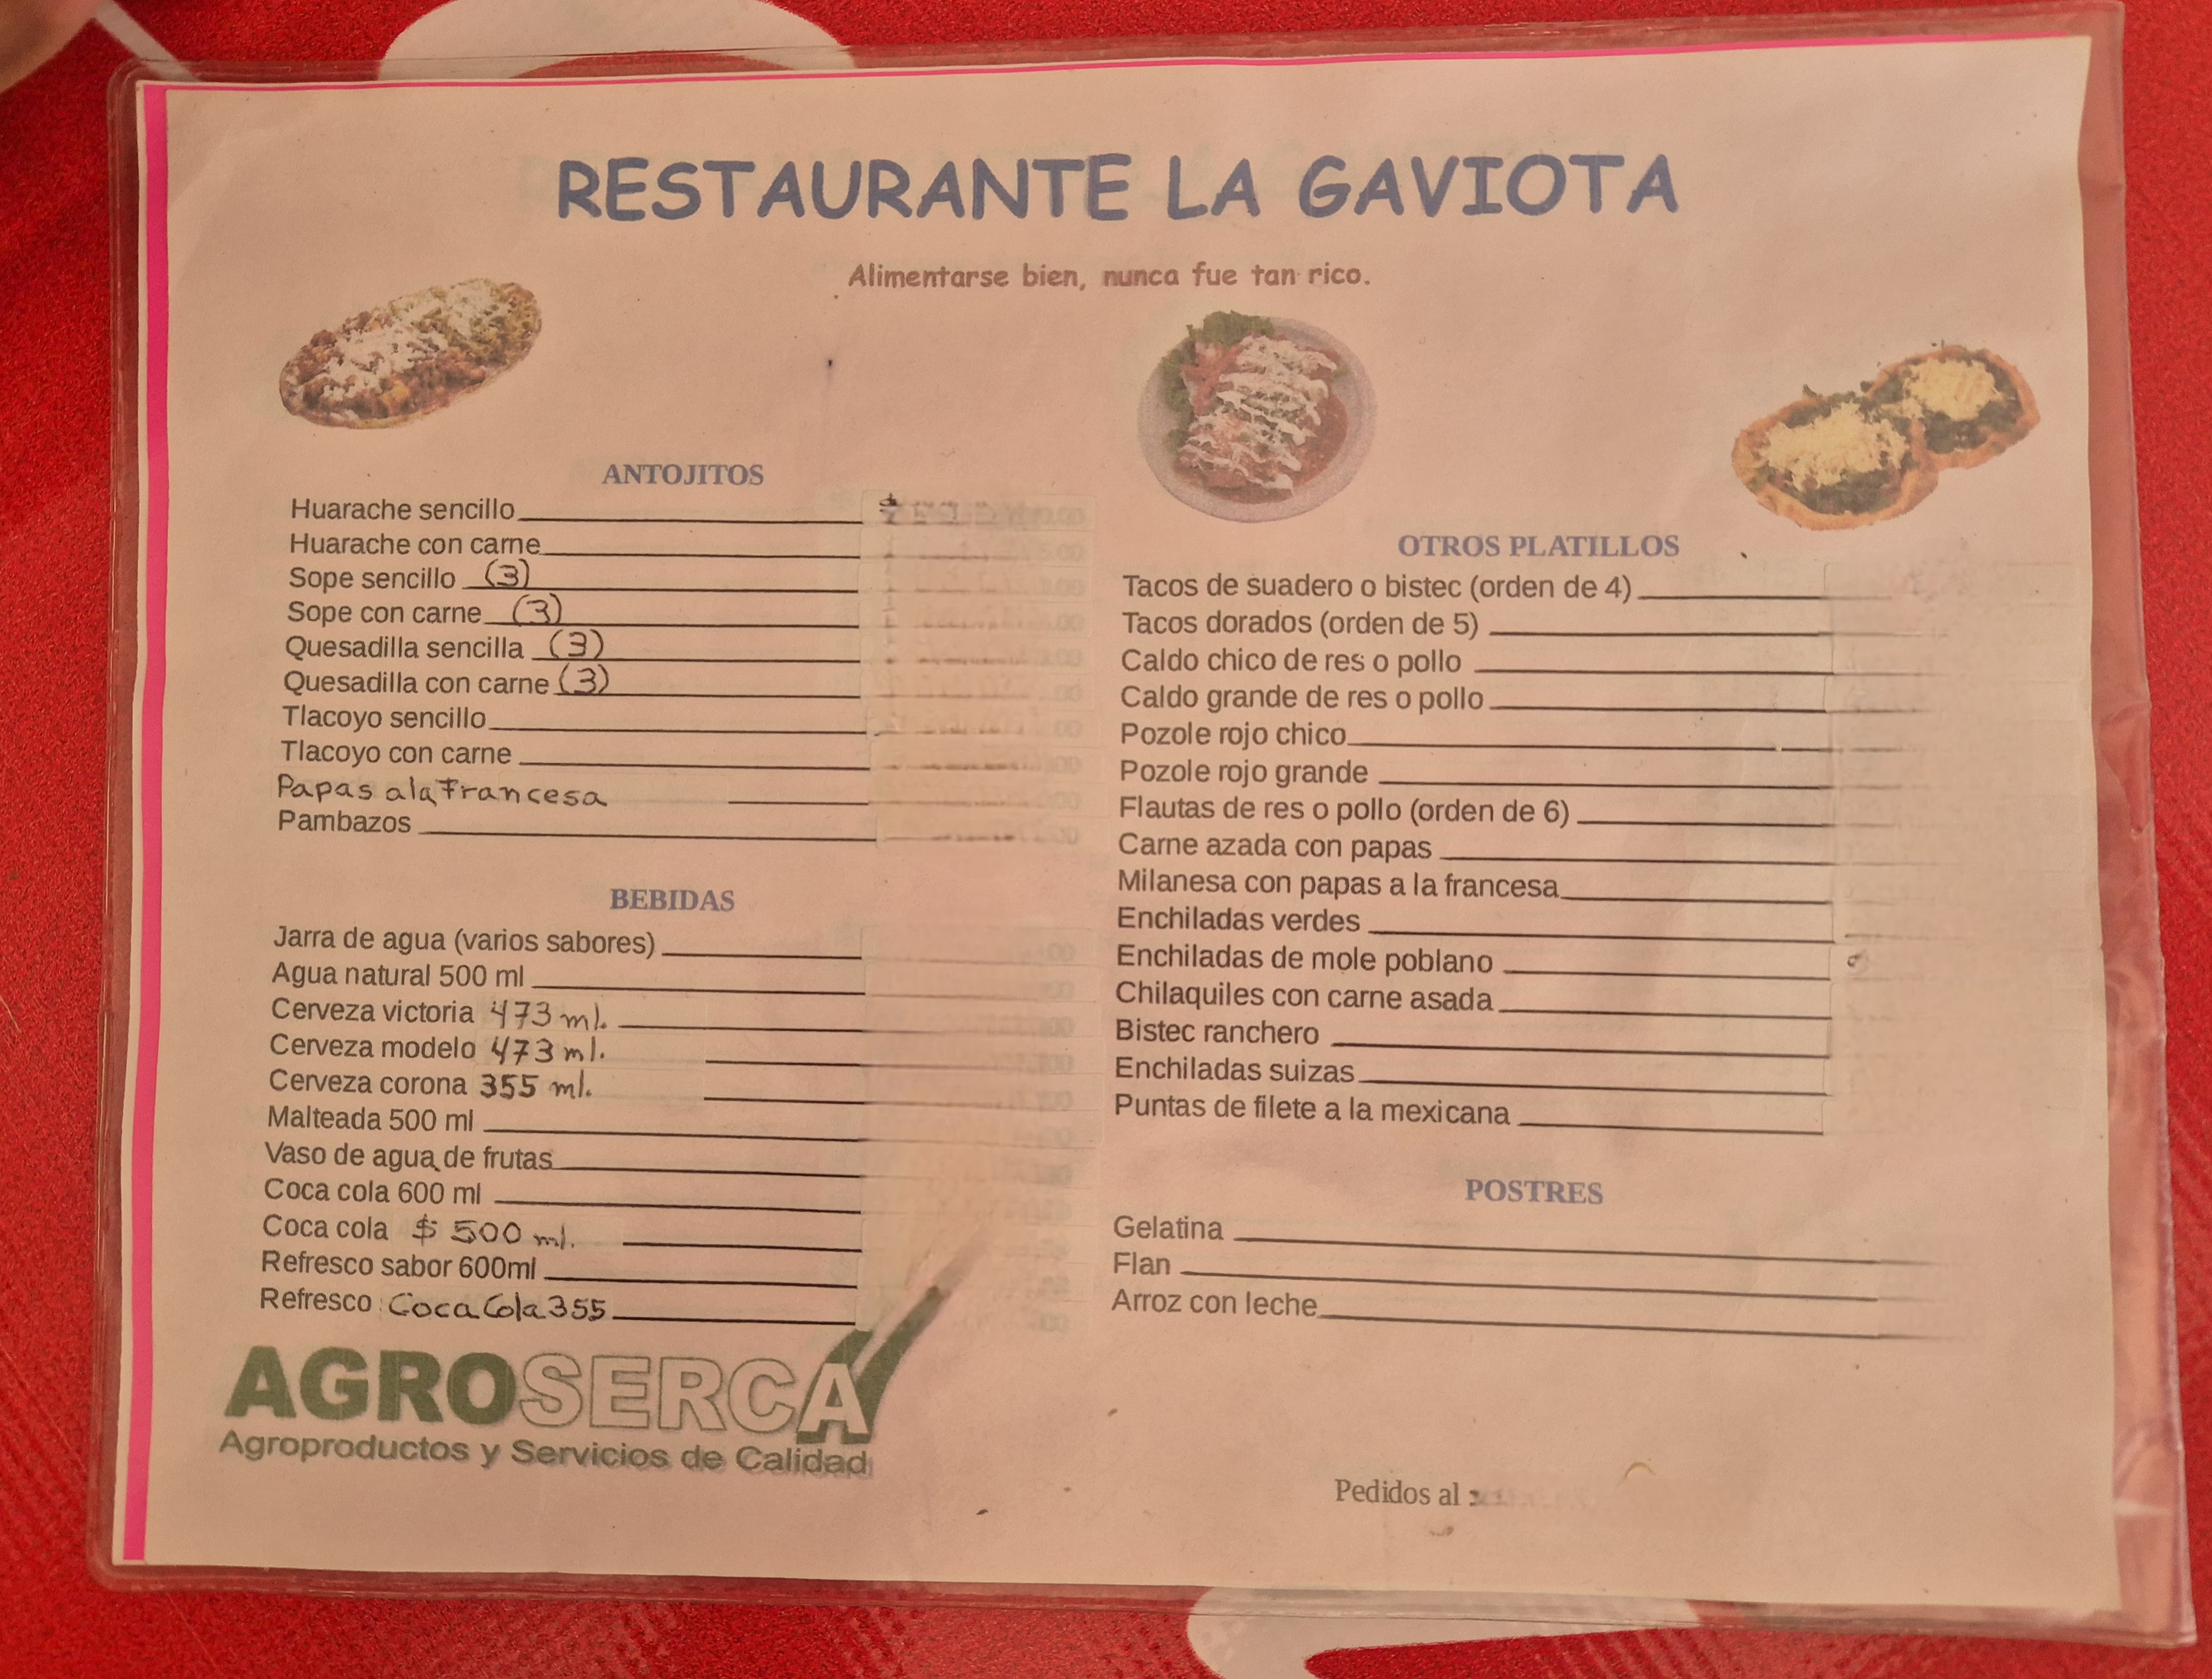 RESTAURANTE LA GAVIOTA
Alimentarse bien, nunca fue tan rico.
ANTOJITOS
Huarache sencillo
Huarache con carne
Sope sencillo (3)
Sope con carne (3)
Quesadilla sencilla (3)
Quesadilla con carne (3)
Tlacoyo sencillo
Tlacoyo con carne
Papas a la Francesa
Pambazos
BEBIDAS
Jarra de agua (varios sabores)
Agua natural 500 ml
Cerveza victoria 473 ml.
Cerveza modelo 473 ml.
Cerveza corona 355 ml.
Malteada 500 ml
Vaso de agua de frutas
Coca cola 600 ml
Coca cola $ 500 ml.
Refresco sabor 600ml
Refresco Coca Cola 355
AGROSERCA
Agroproductos y Servicios de Calidad
OTROS PLATILLOS
Tacos de suadero o bistec (orden de 4)
Tacos dorados (orden de 5)
Caldo chico de res o pollo
Caldo grande de res o pollo
Pozole rojo chico
Pozole rojo grande
Flautas de res o pollo (orden de 6)
Carne azada con papas
Milanesa con papas a la francesa
Enchiladas verdes
Enchiladas de mole poblano
Chilaquiles con carne asada
Bistec ranchero
Enchiladas suizas
Puntas de filete a la mexicana
POSTRES
Gelatina
Flan
Arroz con leche
Pedidos al :